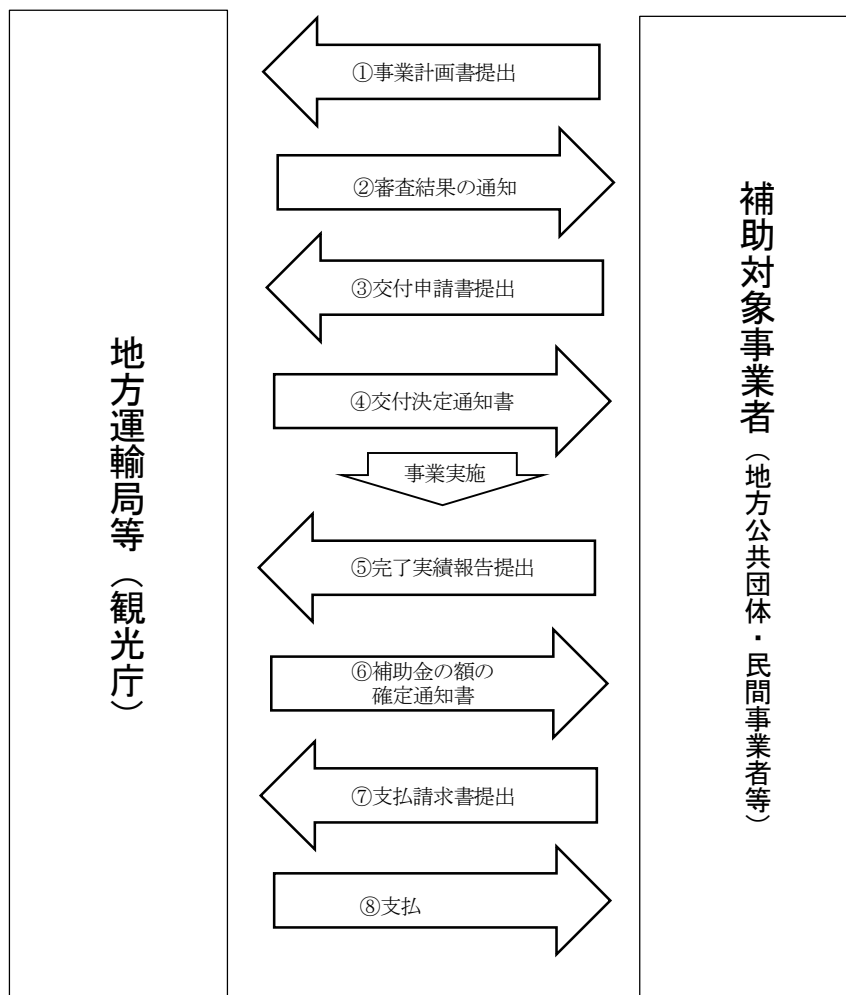 地方運輸局等（観光庁）
①事業計画書提出
②審査結果の通知
③交付申請書提出
④交付決定通知書
事業実施
⑤完了実績報告提出
⑥補助金の額の
確定通知書
⑦支払請求書提出
⑧支払
補助対象事業者（地方公共団体・民間事業者等）